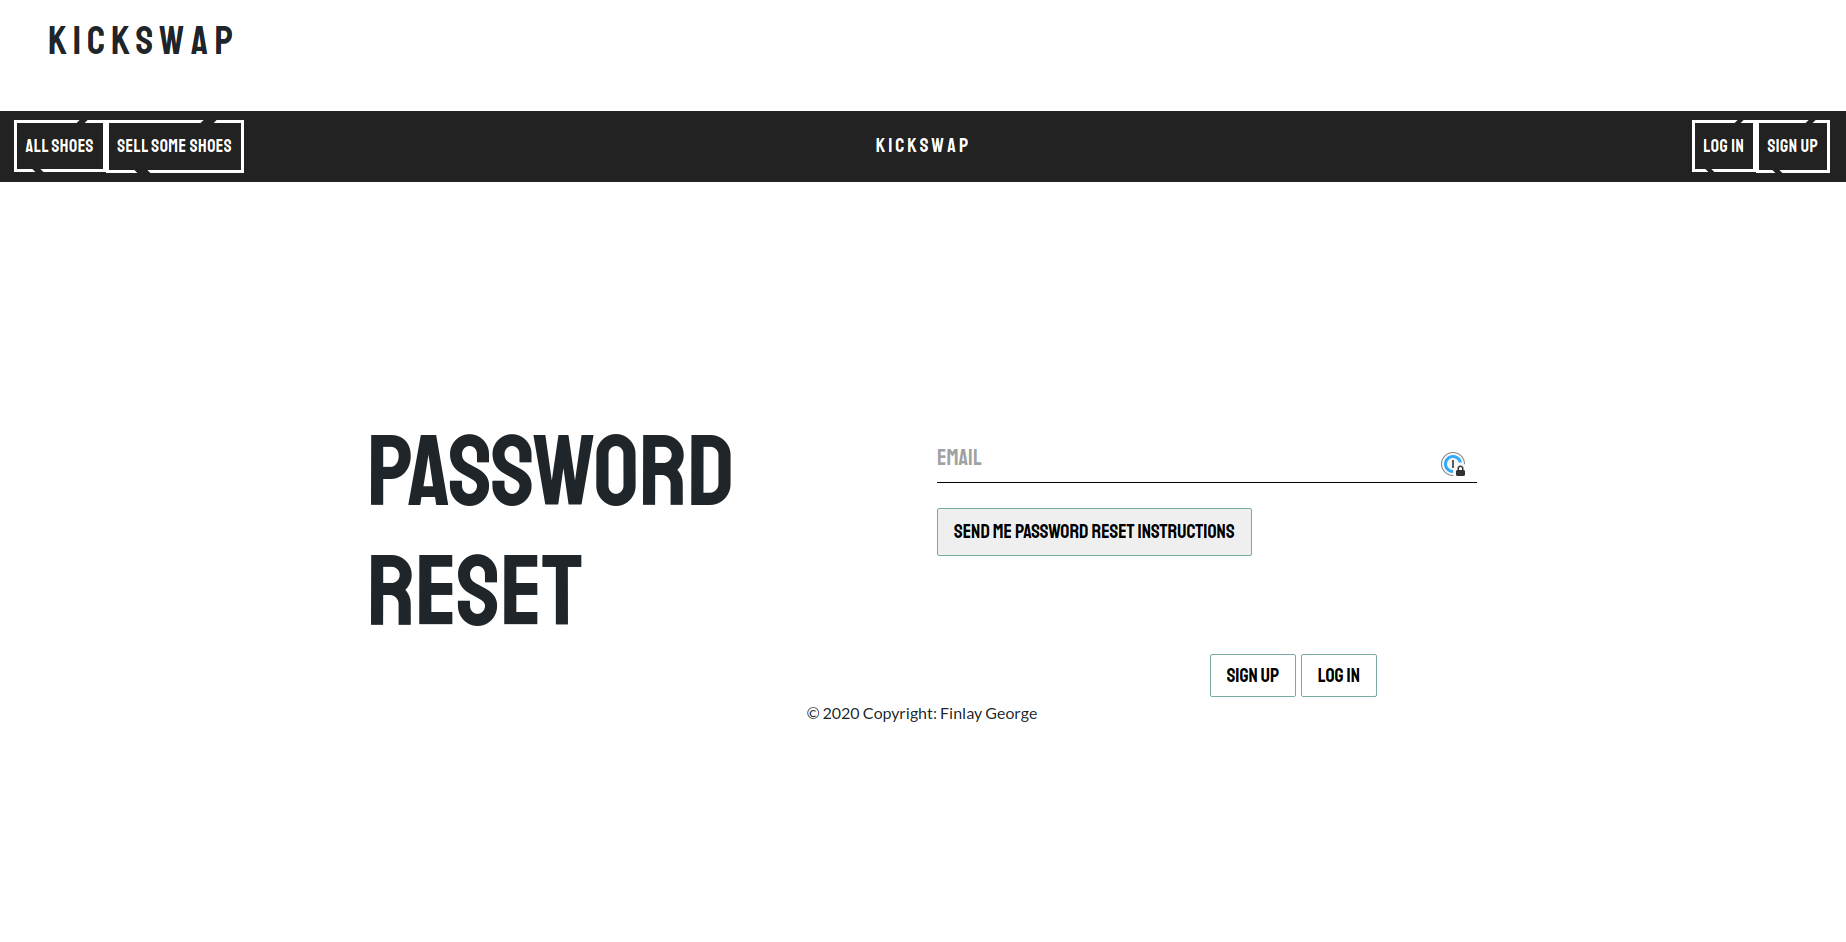 KICKSWAP
ALL SHOES SELL SOME SHOES KICKSWAP LOG IN SIGN UP
PASSWORD
RESET
EMAIL
SEND ME PASSWORD RESET INSTRUCTIONS
SIGN UP LOG IN
© 2020 Copyright: Finlay George